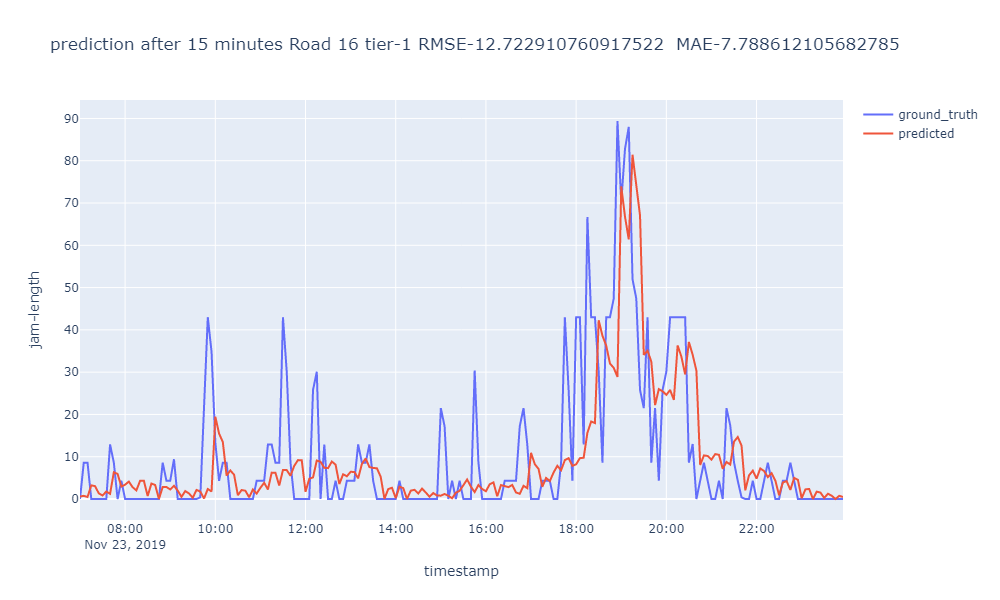 prediction after 15 minutes Road 16 tier-1 RMSE-12.722910760917522  MAE-7.788612105682785
ground_truth
predicted
90
80
70
60
50
40
30
20
10
0
jam-length
08:00 10:00 12:00 14:00 16:00 18:00 20:00 22:00
Nov 23, 2019
timestamp